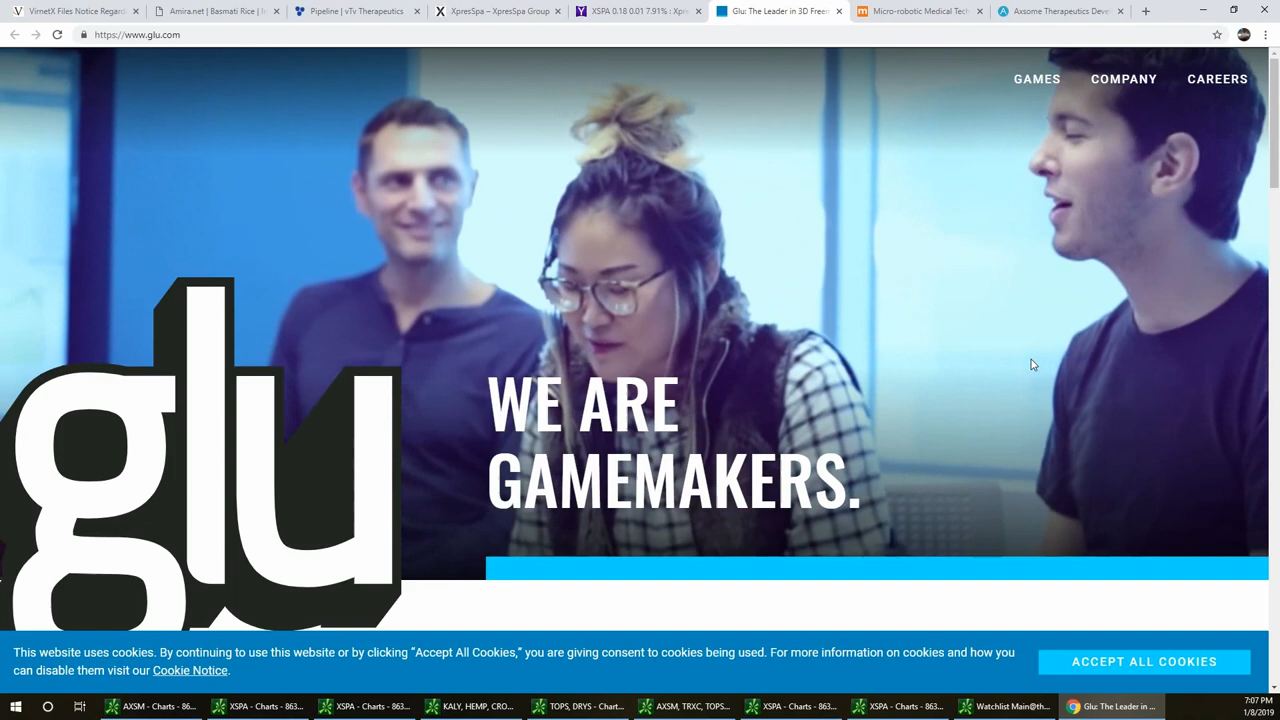 VirnetX Files Notice Regard
Amira.net | Basmati Rice | I
Pipeline | vTv Therapeutics
XpresSpa – XpresSpa Group
XSPA 0.18 0.01 7.91% : Xpre
Glu: The Leader in 3D Freem
Micro-robotic Medical Tech
Axsome Therapeutics Deve
https://www.glu.com
GAMES
COMPANY
CAREERS
glu
WE ARE
GAMEMAKERS.
This website uses cookies. By continuing to use this website or by clicking “Accept All Cookies,” you are giving consent to cookies being used. For more information on cookies and how you
can disable them visit our Cookie Notice.
ACCEPT ALL COOKIES
AXSM - Charts - 86...
XSPA - Charts - 863...
XSPA - Charts - 863...
KALY, HEMP, CRO...
TOPS, DRYS - Chart...
AXSM, TRXC, TOPS...
XSPA - Charts - 863...
XSPA - Charts - 863...
Watchlist Main@th...
Glu: The Leader in ...
7:07 PM
1/8/2019